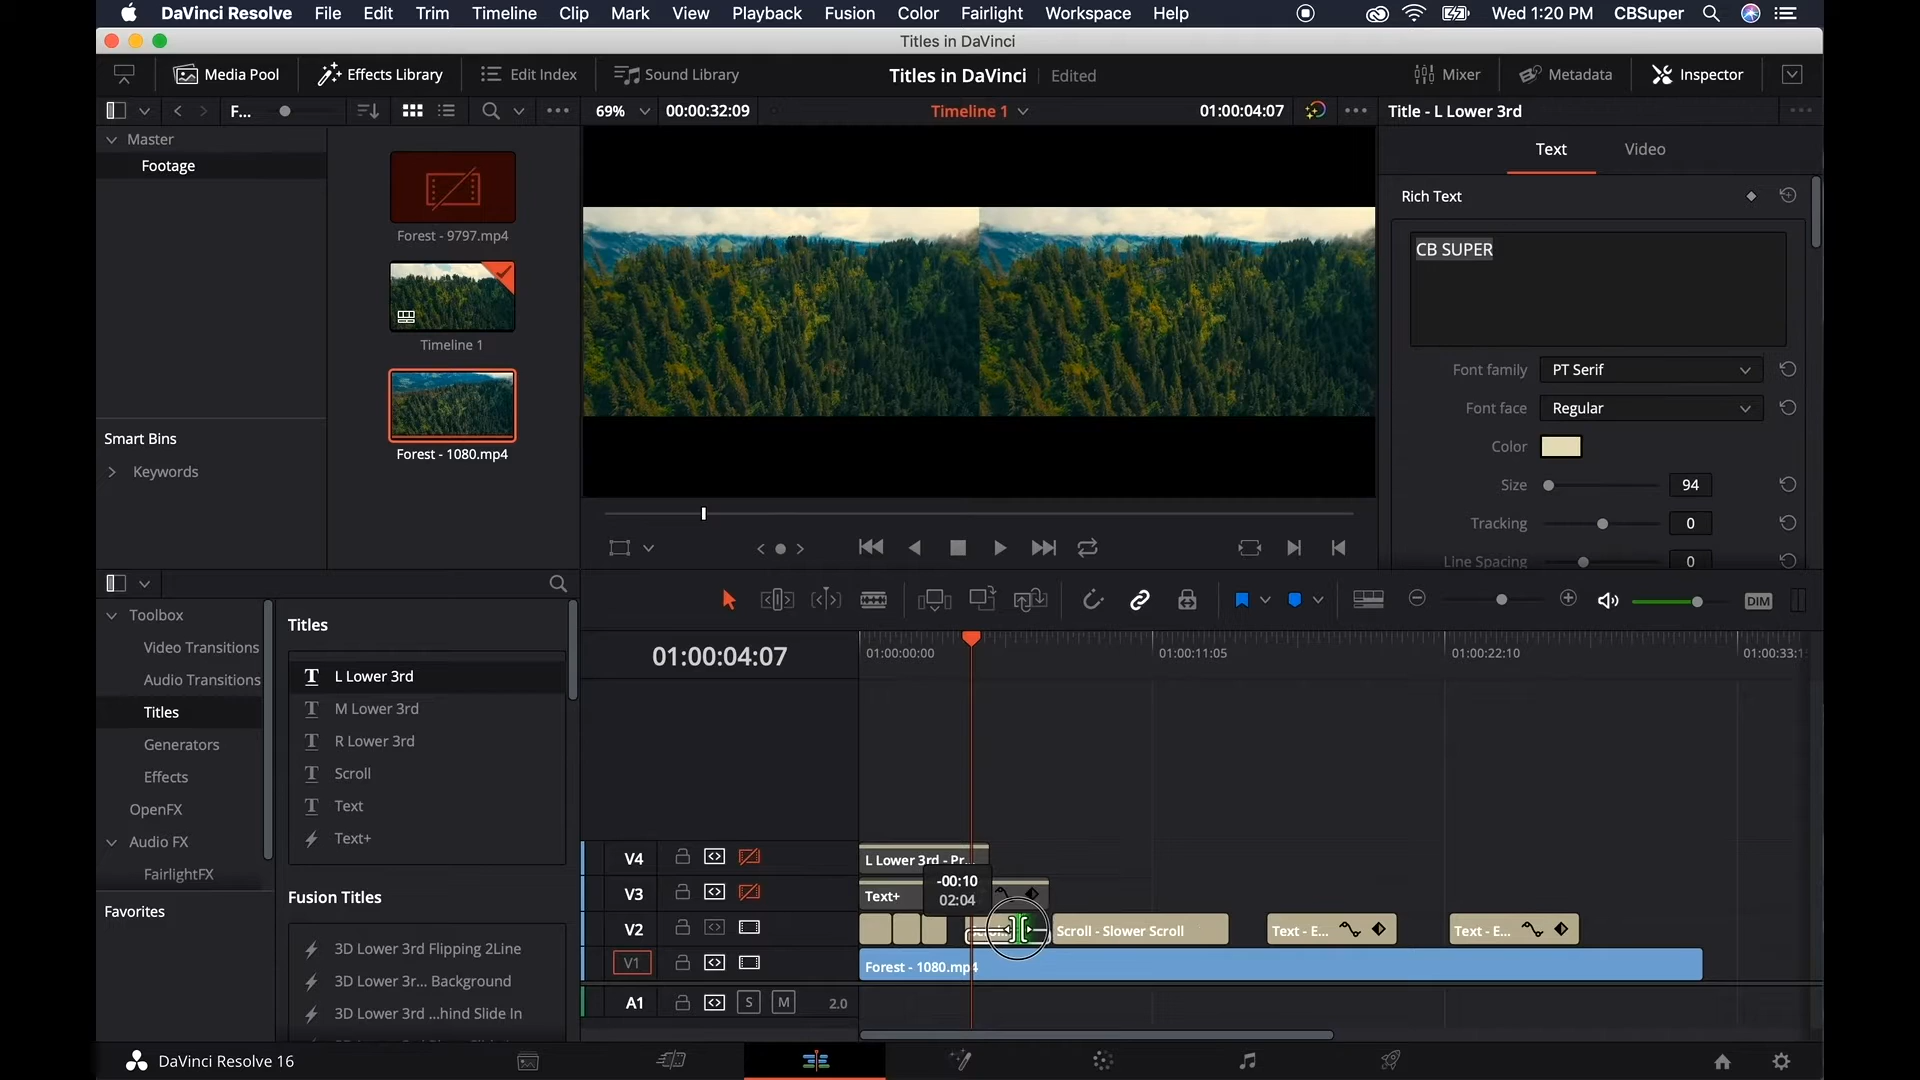 DaVinci Resolve File Edit Trim Timeline Clip Mark View Playback Fusion Color Fairlight Workspace Help Wed 1:20 PM CBSuper
Titles in DaVinci
Media Pool Effects Library Edit Index Sound Library Titles in DaVinci Edited Mixer Metadata Inspector
F... 69% 00:00:32:09 Timeline 1 01:00:04:07 Title - L Lower 3rd
Master
Footage
Forest - 9797.mp4
Timeline 1
Forest - 1080.mp4
Smart Bins
Keywords
Text Video
Rich Text
CB SUPER
Font family PT Serif
Font face Regular
Color
Size 94
Tracking 0
Line Spacing 0
DIM
Toolbox
Video Transitions
Audio Transitions
Titles
Generators
Effects
OpenFX
Audio FX
FairlightFX
Favorites
Titles
L Lower 3rd
M Lower 3rd
R Lower 3rd
Scroll
Text
Text+
Fusion Titles
3D Lower 3rd Flipping 2Line
3D Lower 3r... Background
3D Lower 3rd ...hind Slide In
01:00:04:07 01:00:00:00 01:00:11:05 01:00:22:10 01:00:33:1
V4 L Lower 3rd - Pr...
-00:10
02:04
V3 Text+
V2 Scroll - Slower Scroll Text - E... Text - E...
V1 Forest - 1080.mp4
A1 S M 2.0
DaVinci Resolve 16